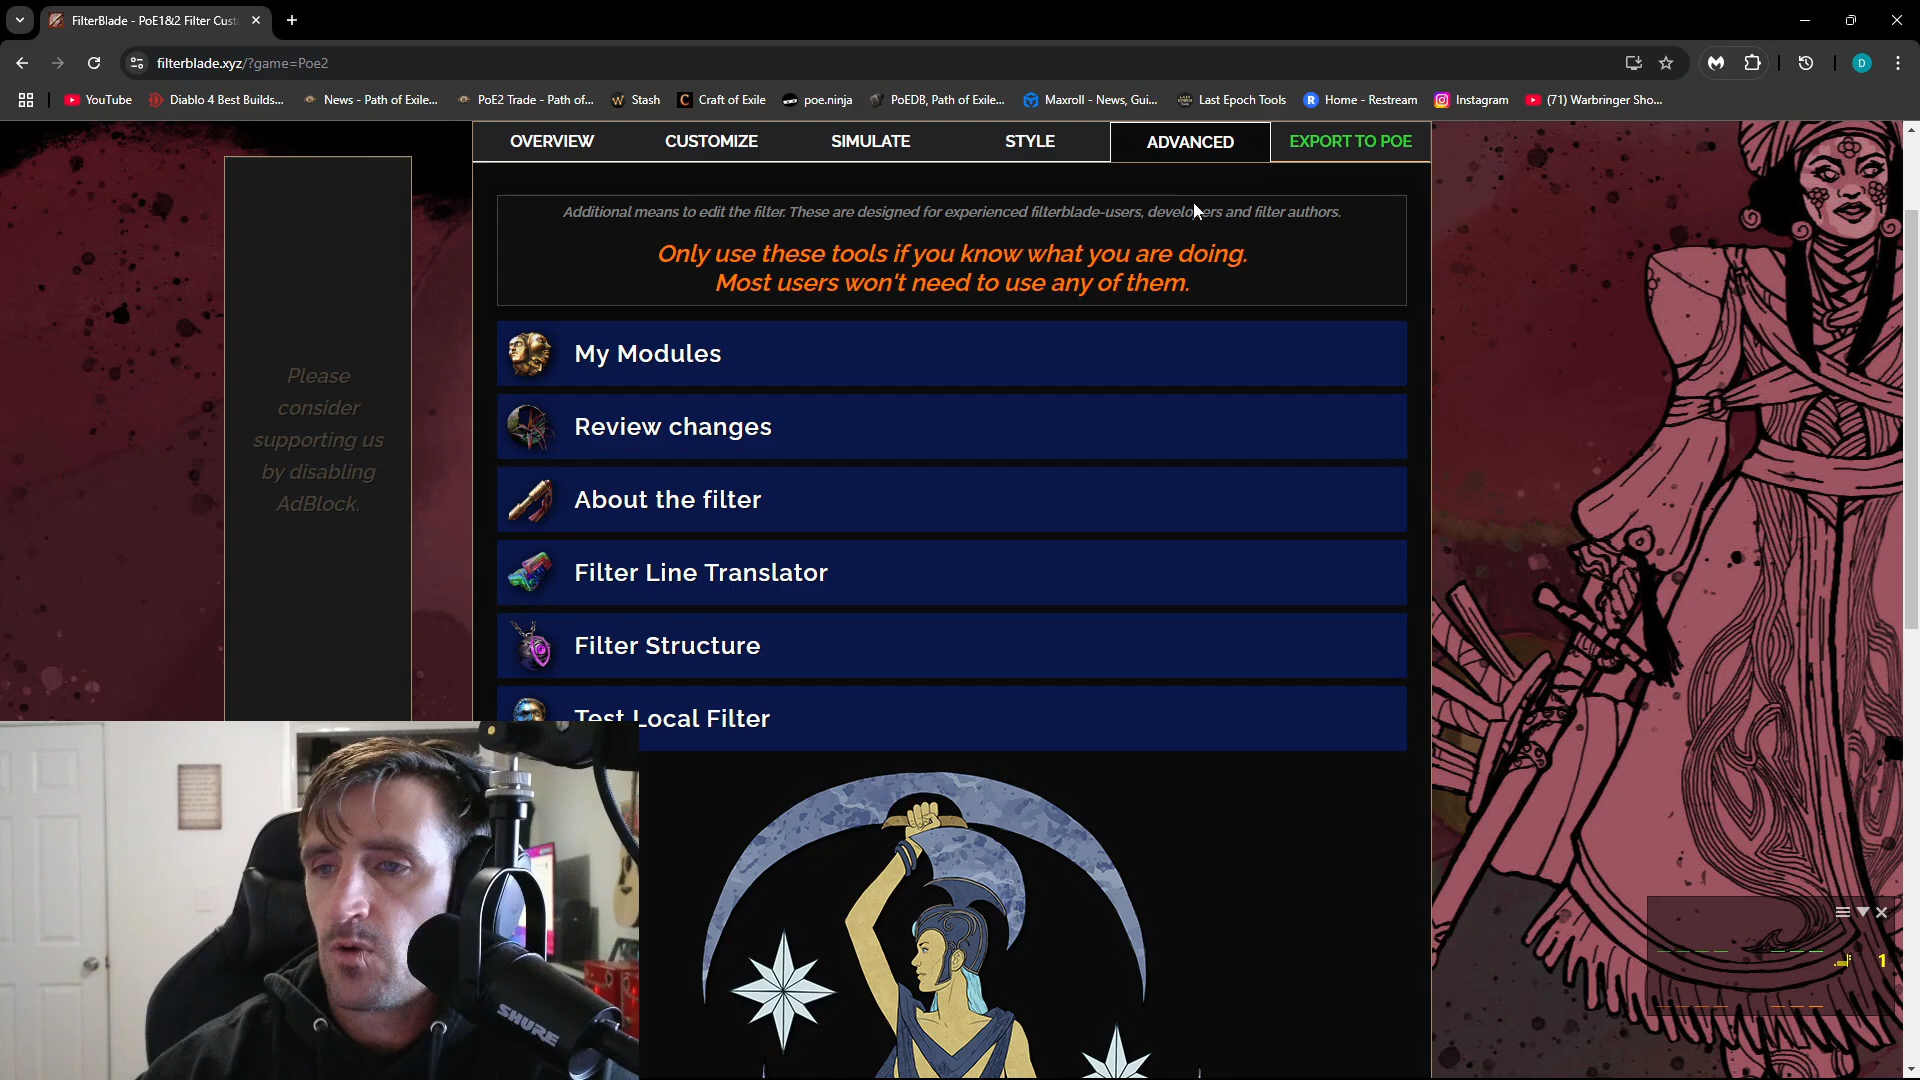 FilterBlade - PoE1&2 Filter Cust
filterblade.xyz/?game=Poe2
D
YouTube
Diablo 4 Best Builds...
News - Path of Exile...
PoE2 Trade - Path of...
Stash
Craft of Exile
poe.ninja
PoEDB, Path of Exile...
Maxroll - News, Gui...
Last Epoch Tools
Home - Restream
Instagram
(71) Warbringer Sho...
OVERVIEW
CUSTOMIZE
SIMULATE
STYLE
ADVANCED
EXPORT TO POE
Additional means to edit the filter. These are designed for experienced filterblade-users, developers and filter authors.
Only use these tools if you know what you are doing.
Most users won't need to use any of them.
Please
consider
supporting us
by disabling
AdBlock.
My Modules
Review changes
About the filter
Filter Line Translator
Filter Structure
Test Local Filter
SHURE
1